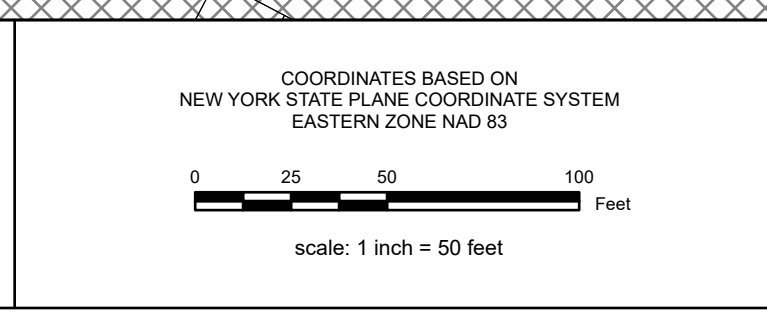 COORDINATES BASED ON
NEW YORK STATE PLANE COORDINATE SYSTEM
EASTERN ZONE NAD 83
0 25 50 100
Feet
scale: 1 inch = 50 feet